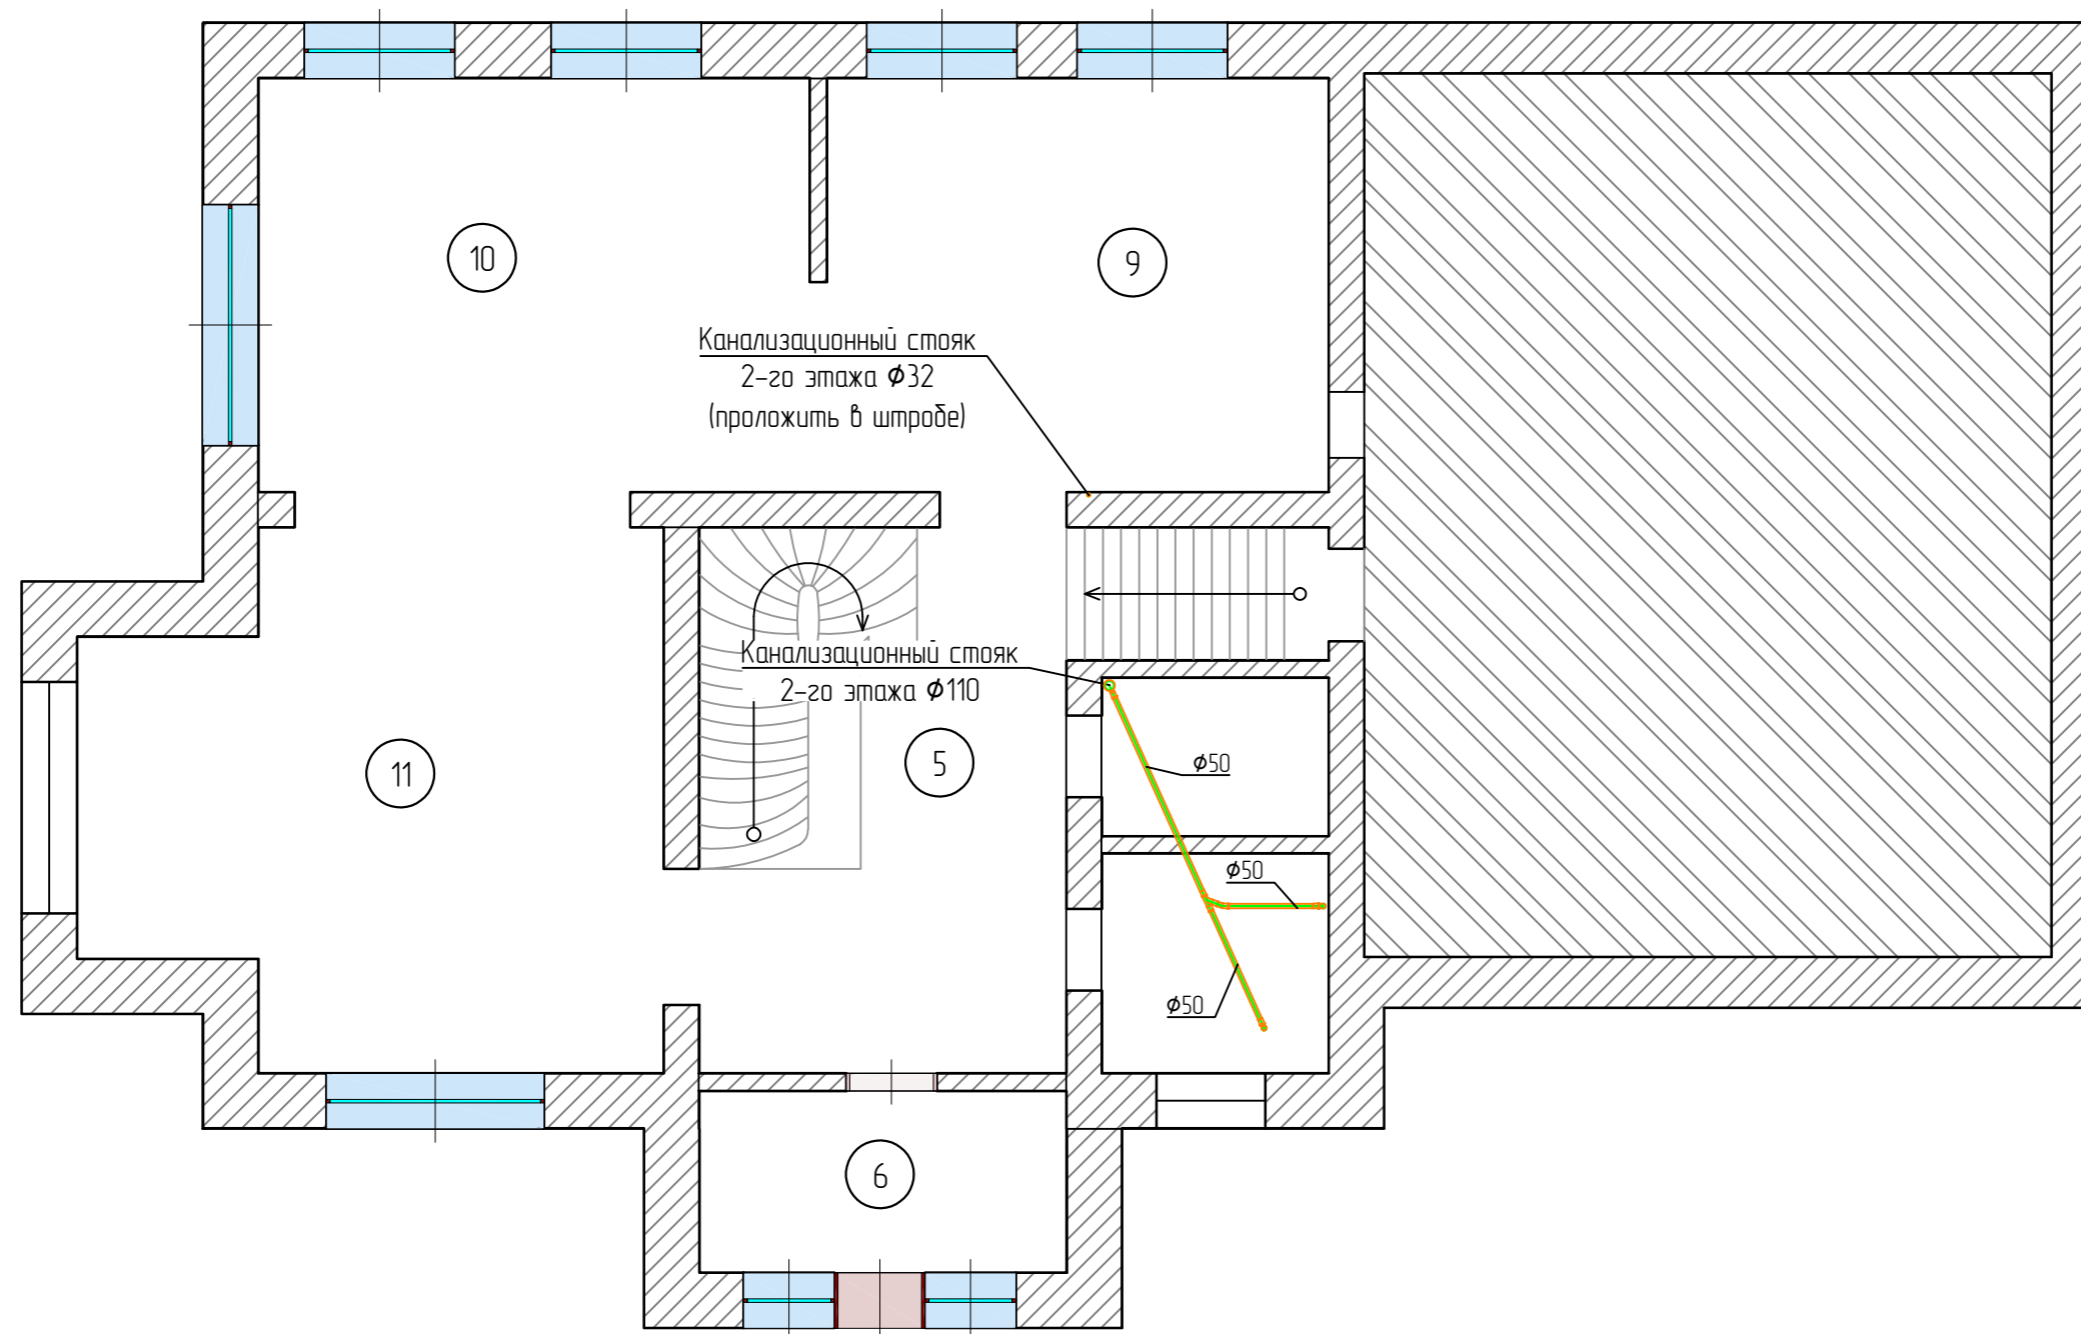 10
9
Канализационный стояк
2-го этажа Ф32
(проложить в штробе)
Канализационный стояк
2-го этажа Ф110
11
5
Ф50
Ф50
Ф50
6